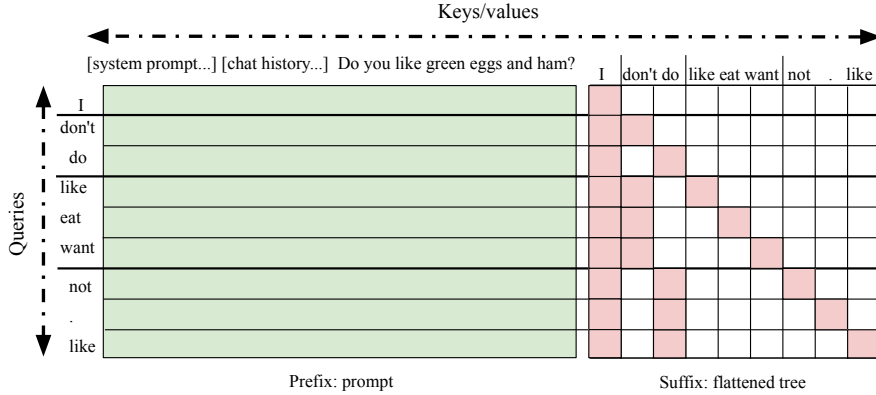 Keys/values
[system prompt...] [chat history...] Do you like green eggs and ham?
I don't do like eat want not . like
Queries
I
don't
do
like
eat
want
not
.
like
Prefix: prompt
Suffix: flattened tree